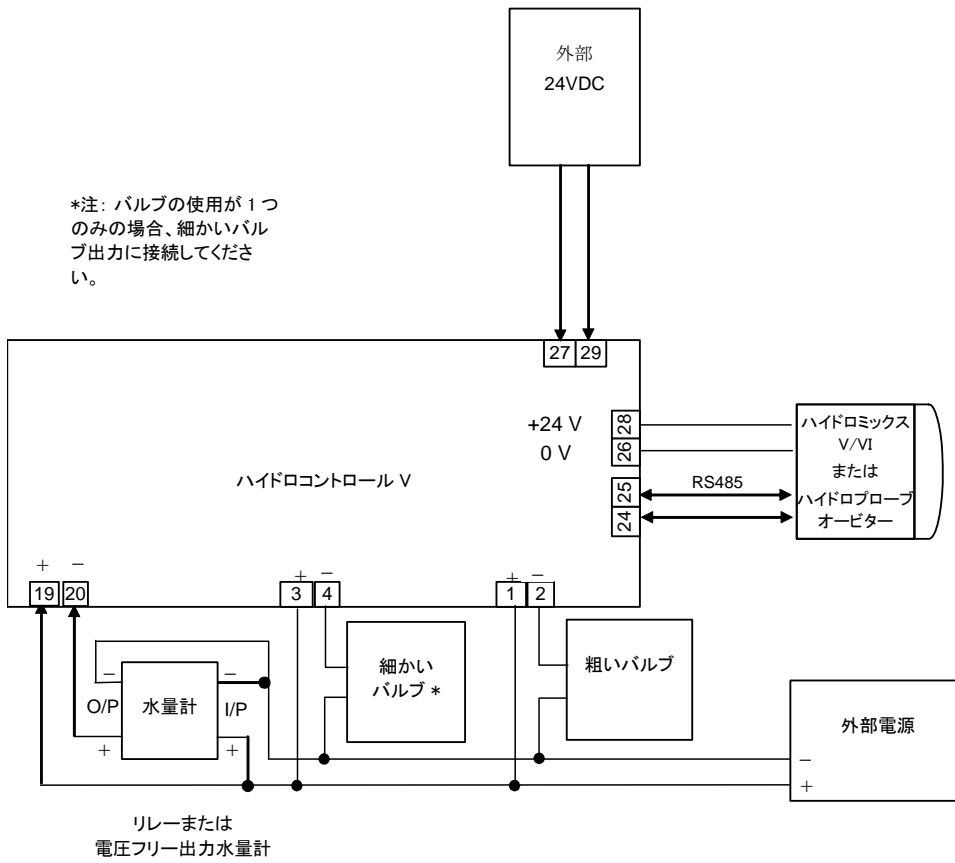 外部
24VDC
*注: バルブの使用が 1 つ
のみの場合、細かいバル
ブ出力に接続してくださ
い。
27 29
+24 V
28
0 V
26
ハイドロコントロール V
RS485
25
24
ハイドロミックス
V/VI
または
ハイドロプローブ
オービター
+ −
19 20
+ −
3 4
+ −
1 2
− −
O/P 水量計 I/P
+ +
細かい
バルブ *
粗いバルブ
外部電源
−
+
リレーまたは
電圧フリー出力水量計